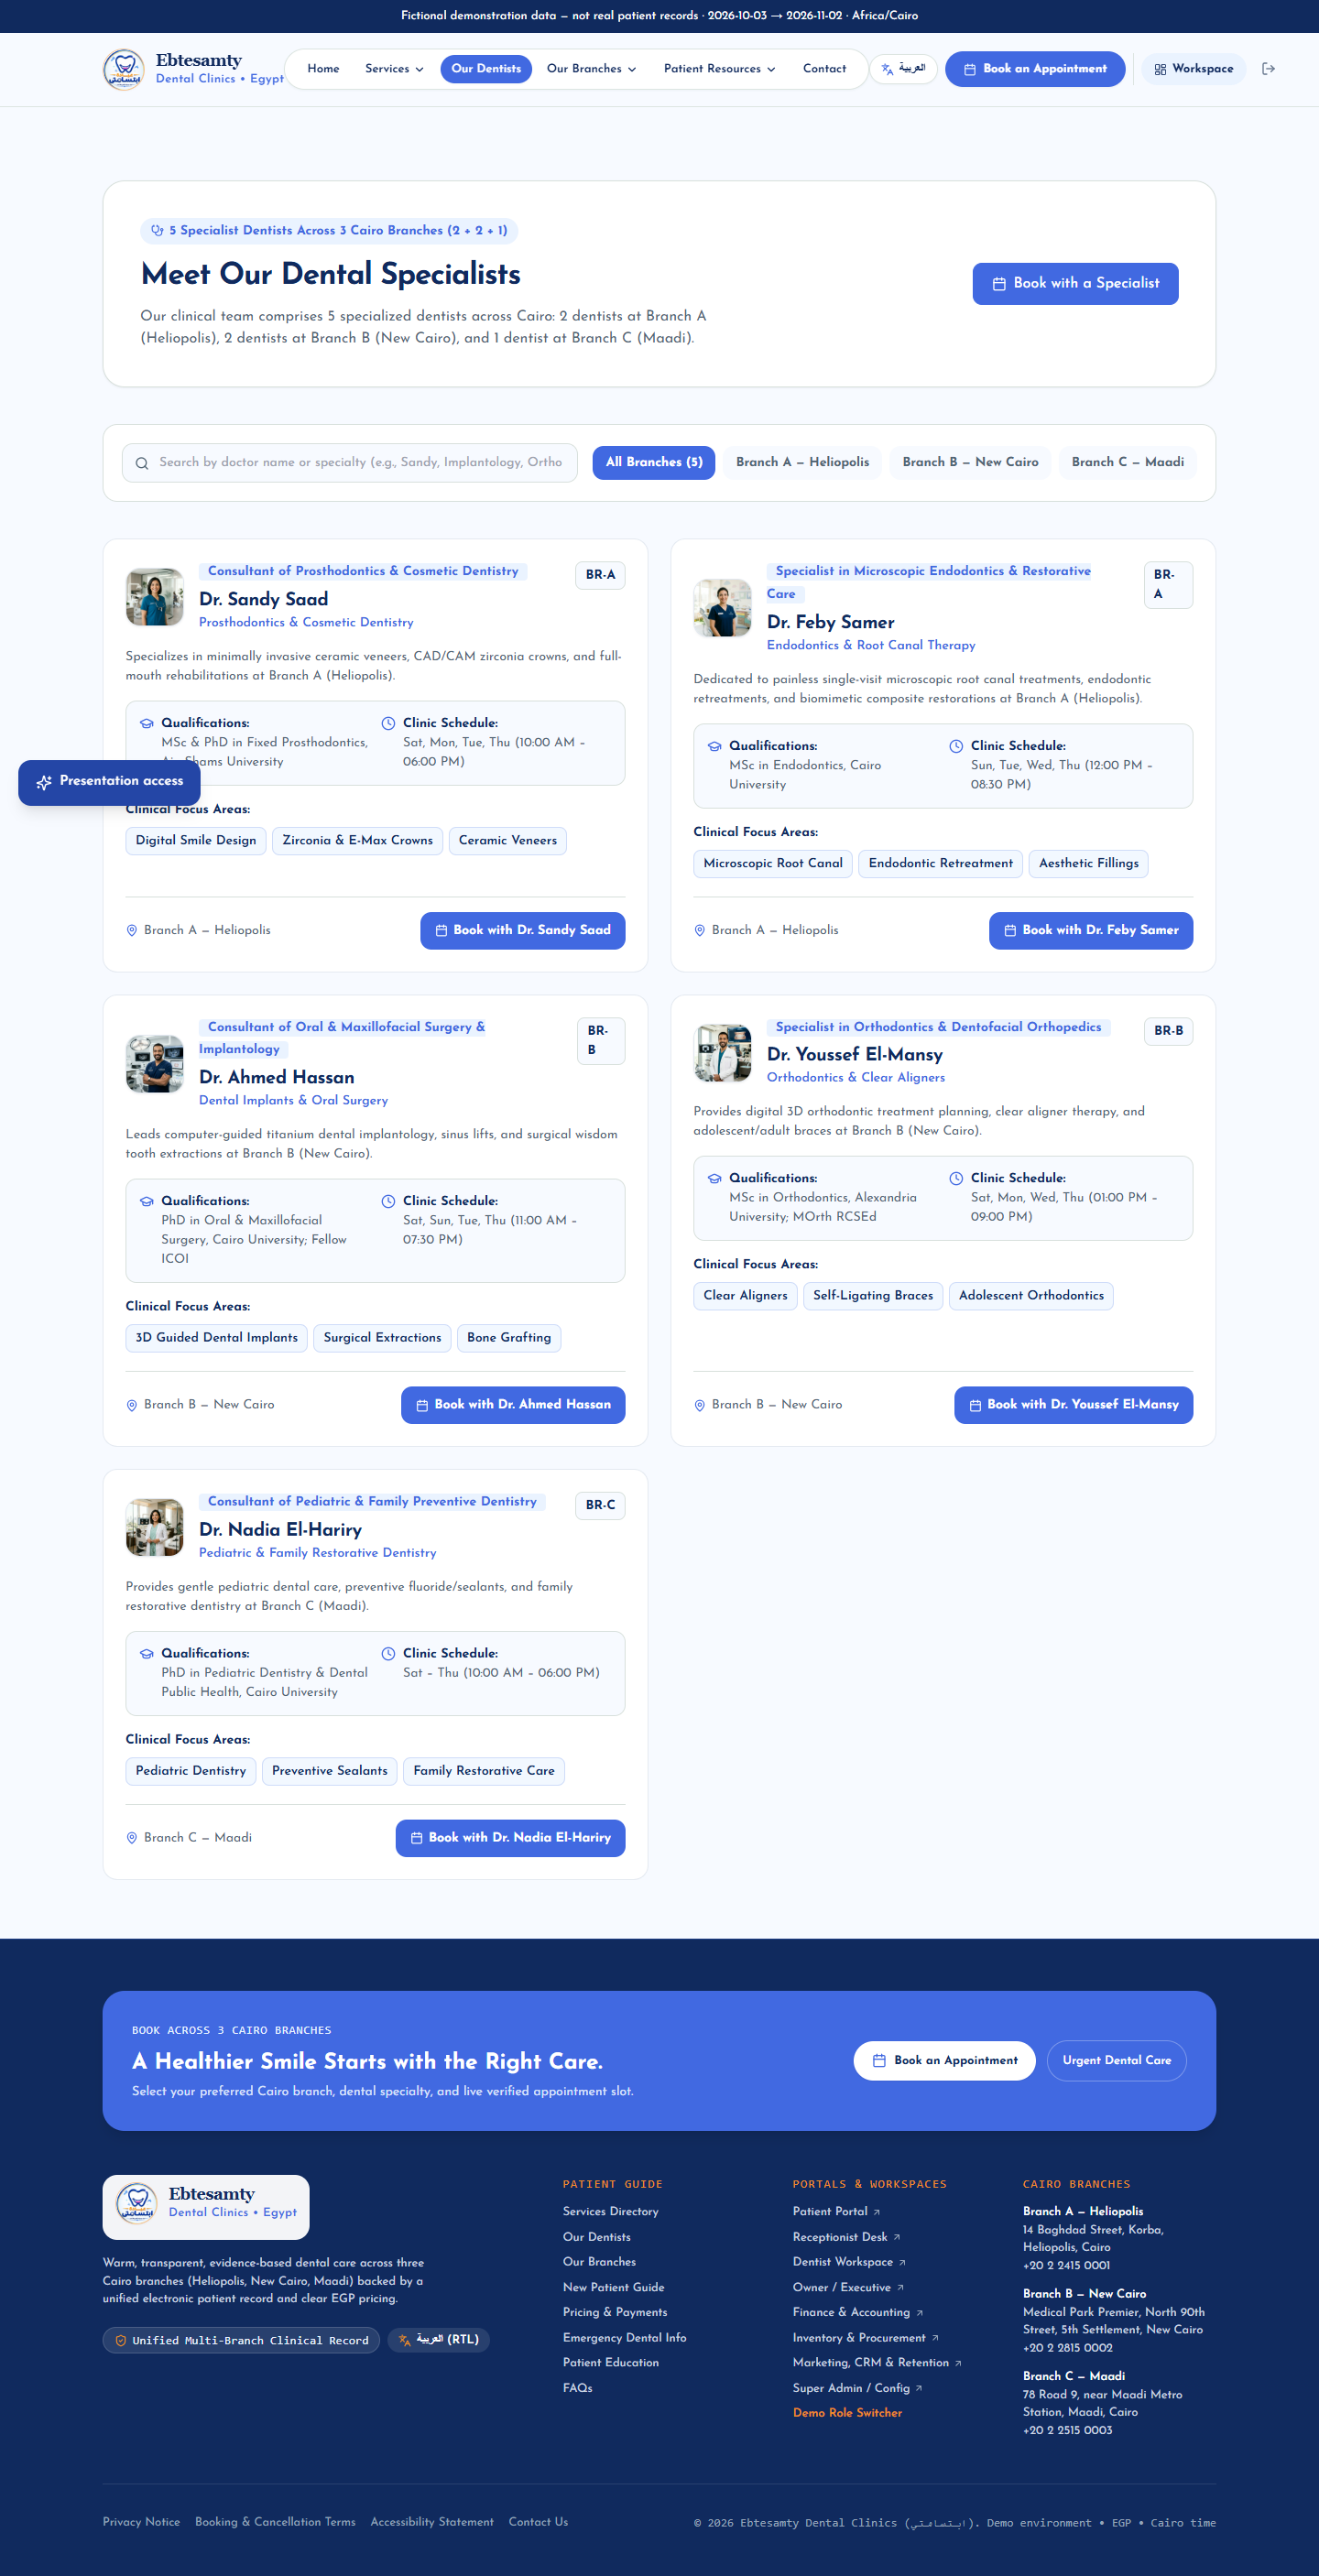 Fictional demonstration data — not real patient records · 2026-10-03 → 2026-11-02 · Africa/Cairo
Ebtesamty
Dental Clinics • Egypt
Home
Services
Our Dentists
Our Branches
Patient Resources
Contact
العربية
Book an Appointment
Workspace
5 Specialist Dentists Across 3 Cairo Branches (2 + 2 + 1)
Meet Our Dental Specialists
Our clinical team comprises 5 specialized dentists across Cairo: 2 dentists at Branch A
(Heliopolis), 2 dentists at Branch B (New Cairo), and 1 dentist at Branch C (Maadi).
Book with a Specialist
Search by doctor name or specialty (e.g., Sandy, Implantology, Ortho
All Branches (5)
Branch A — Heliopolis
Branch B — New Cairo
Branch C — Maadi
Consultant of Prosthodontics & Cosmetic Dentistry
BR-A
Dr. Sandy Saad
Prosthodontics & Cosmetic Dentistry
Specializes in minimally invasive ceramic veneers, CAD/CAM zirconia crowns, and full-
mouth rehabilitations at Branch A (Heliopolis).
Qualifications:
MSc & PhD in Fixed Prosthodontics,
Shams University
Clinic Schedule:
Sat, Mon, Tue, Thu (10:00 AM –
06:00 PM)
Presentation access
Clinical Focus Areas:
Digital Smile Design
Zirconia & E-Max Crowns
Ceramic Veneers
Branch A — Heliopolis
Book with Dr. Sandy Saad
Specialist in Microscopic Endodontics & Restorative
Care
BR-
A
Dr. Feby Samer
Endodontics & Root Canal Therapy
Dedicated to painless single-visit microscopic root canal treatments, endodontic
retreatments, and biomimetic composite restorations at Branch A (Heliopolis).
Qualifications:
MSc in Endodontics, Cairo
University
Clinic Schedule:
Sun, Tue, Wed, Thu (12:00 PM –
08:30 PM)
Clinical Focus Areas:
Microscopic Root Canal
Endodontic Retreatment
Aesthetic Fillings
Branch A — Heliopolis
Book with Dr. Feby Samer
Consultant of Oral & Maxillofacial Surgery &
Implantology
BR-
B
Dr. Ahmed Hassan
Dental Implants & Oral Surgery
Leads computer-guided titanium dental implantology, sinus lifts, and surgical wisdom
tooth extractions at Branch B (New Cairo).
Qualifications:
PhD in Oral & Maxillofacial
Surgery, Cairo University; Fellow
ICOI
Clinic Schedule:
Sat, Sun, Tue, Thu (11:00 AM –
07:30 PM)
Clinical Focus Areas:
3D Guided Dental Implants
Surgical Extractions
Bone Grafting
Branch B — New Cairo
Book with Dr. Ahmed Hassan
Specialist in Orthodontics & Dentofacial Orthopedics
BR-B
Dr. Youssef El-Mansy
Orthodontics & Clear Aligners
Provides digital 3D orthodontic treatment planning, clear aligner therapy, and
adolescent/adult braces at Branch B (New Cairo).
Qualifications:
MSc in Orthodontics, Alexandria
University; MOrth RCSEd
Clinic Schedule:
Sat, Mon, Wed, Thu (01:00 PM –
09:00 PM)
Clinical Focus Areas:
Clear Aligners
Self-Ligating Braces
Adolescent Orthodontics
Branch B — New Cairo
Book with Dr. Youssef El-Mansy
Consultant of Pediatric & Family Preventive Dentistry
BR-C
Dr. Nadia El-Hariry
Pediatric & Family Restorative Dentistry
Provides gentle pediatric dental care, preventive fluoride/sealants, and family
restorative dentistry at Branch C (Maadi).
Qualifications:
PhD in Pediatric Dentistry & Dental
Public Health, Cairo University
Clinic Schedule:
Sat – Thu (10:00 AM – 06:00 PM)
Clinical Focus Areas:
Pediatric Dentistry
Preventive Sealants
Family Restorative Care
Branch C — Maadi
Book with Dr. Nadia El-Hariry
BOOK ACROSS 3 CAIRO BRANCHES
A Healthier Smile Starts with the Right Care.
Select your preferred Cairo branch, dental specialty, and live verified appointment slot.
Book an Appointment
Urgent Dental Care
Ebtesamty
Dental Clinics • Egypt
Warm, transparent, evidence-based dental care across three
Cairo branches (Heliopolis, New Cairo, Maadi) backed by a
unified electronic patient record and clear EGP pricing.
Unified Multi-Branch Clinical Record
العربية (RTL)
PATIENT GUIDE
Services Directory
Our Dentists
Our Branches
New Patient Guide
Pricing & Payments
Emergency Dental Info
Patient Education
FAQs
PORTALS & WORKSPACES
Patient Portal
Receptionist Desk
Dentist Workspace
Owner / Executive
Finance & Accounting
Inventory & Procurement
Marketing, CRM & Retention
Super Admin / Config
Demo Role Switcher
CAIRO BRANCHES
Branch A — Heliopolis
14 Baghdad Street, Korba,
Heliopolis, Cairo
+20 2 2415 0001
Branch B — New Cairo
Medical Park Premier, North 90th
Street, 5th Settlement, New Cairo
+20 2 2815 0002
Branch C — Maadi
78 Road 9, near Maadi Metro
Station, Maadi, Cairo
+20 2 2515 0003
Privacy Notice
Booking & Cancellation Terms
Accessibility Statement
Contact Us
© 2026 Ebtesamty Dental Clinics (ابتسامتي). Demo environment • EGP • Cairo time